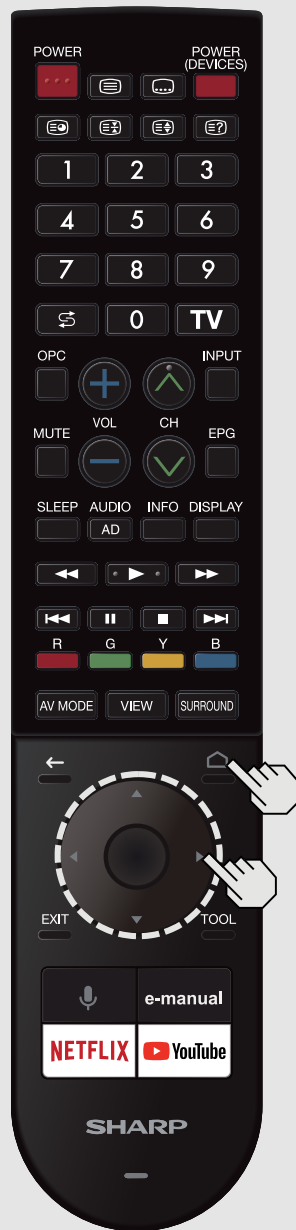 POWER
POWER
(DEVICES)
1 2 3
4 5 6
7 8 9
0 TV
OPC INPUT
MUTE VOL CH EPG
SLEEP AUDIO INFO DISPLAY
AD
R G Y B
AV MODE VIEW SURROUND
EXIT TOOL
e-manual
NETFLIX YouTube
SHARP